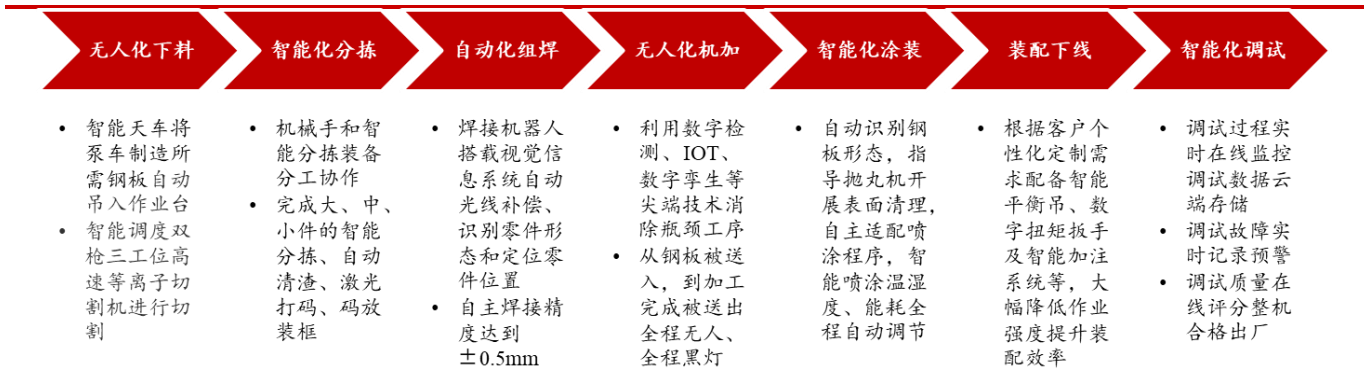 无人化下料
智能化分拣
自动化组焊
无人化机加
智能化涂装
装配下线
智能化调试
• 智能天车将
泵车制造所
需钢板自动
吊入作业台
• 智能调度双
枪三工位高
速等离子切
割机进行切
割
• 机械手和智
能分拣装备
分工协作
• 完成大、中、
小件的智能
分拣、自动
清渣、激光
打码、码放
装框
• 焊接机器人
搭载视觉信
息系统自动
光线补偿、
识别零件形
态和定位零
件位置
• 自主焊接精
度达到
±0.5mm
• 利用数字检
测、IOT、
数字孪生等
尖端技术消
除瓶颈工序
• 从钢板被送
入，到加工
完成被送出
全程无人、
全程黑灯
• 自动识别钢
板形态，指
导抛丸机开
展表面清理，
自主适配喷
涂程序，智
能喷涂温湿
度、能耗全
程自动调节
• 根据客户个
性化定制需
求配备智能
平衡吊、数
字扭矩扳手
及智能加注
系统等，大
幅降低作业
强度提升装
配效率
• 调试过程实
时在线监控
调试数据云
端存储
• 调试故障实
时记录预警
• 调试质量在
线评分整机
合格出厂